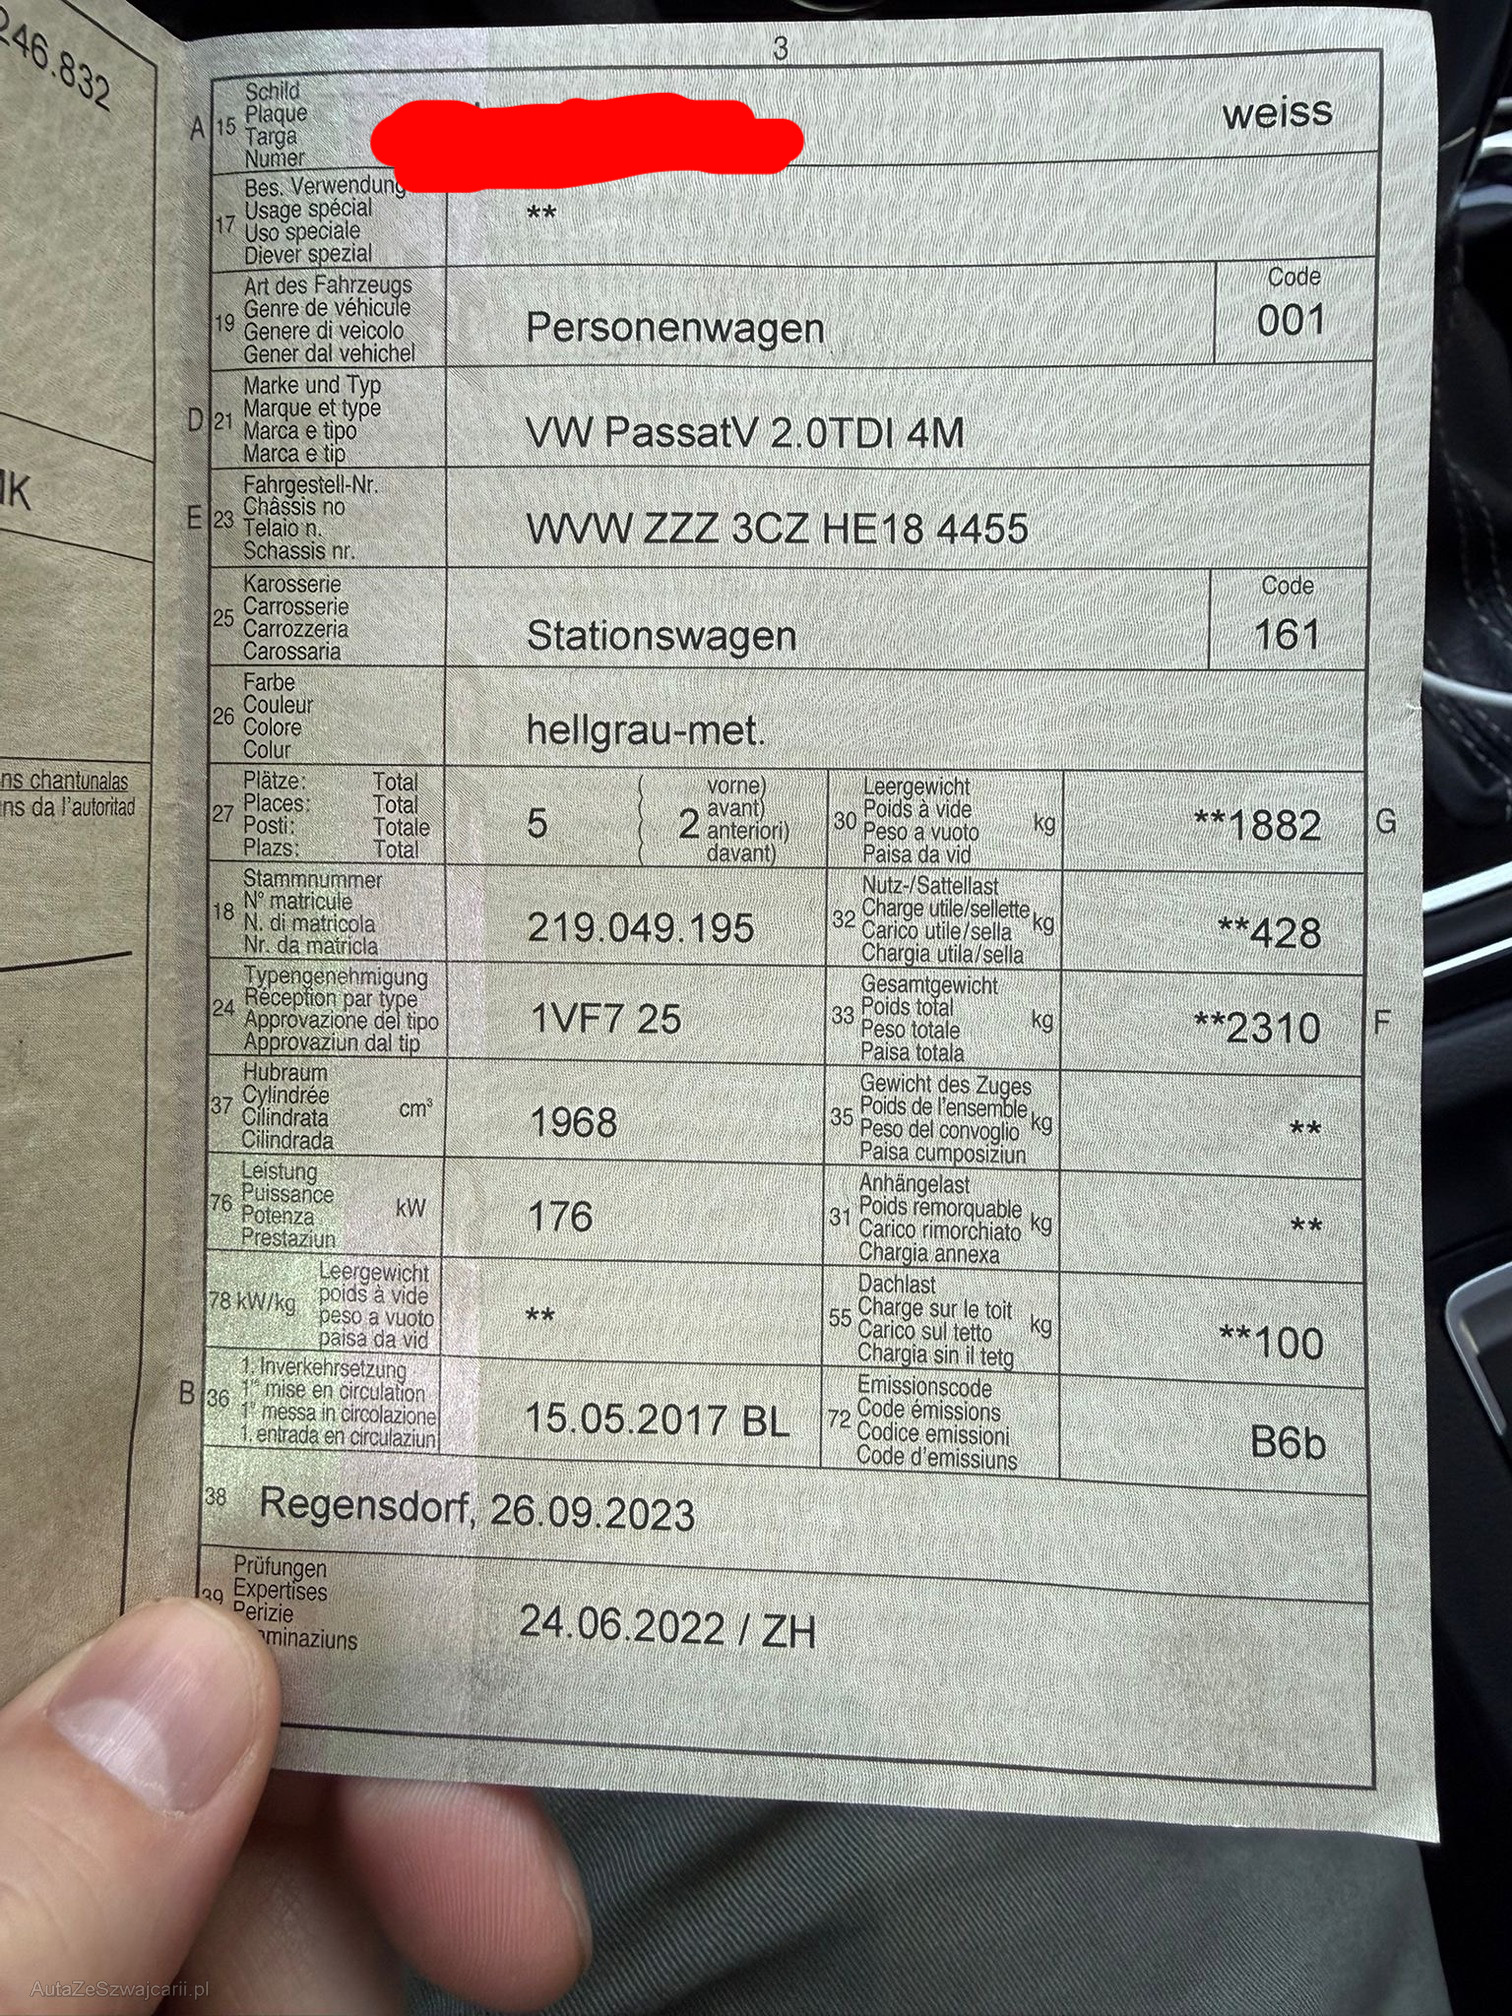 246.832
IK
ns chantunalas
ns da l'autoritad
3
A 15 Schild
Plaque
Targa
Numer
weiss
17 Bes. Verwendung
Usage spécial
Uso speciale
Diever spezial
**
19 Art des Fahrzeugs
Genre de véhicule
Genere di veicolo
Gener dal vehichel
Personenwagen
Code
001
D 21 Marke und Typ
Marque et type
Marca e tipo
Marca e tip
VW PassatV 2.0TDI 4M
E 23 Fahrgestell-Nr.
Châssis no
Telaio n.
Schassis nr.
WVW ZZZ 3CZ HE18 4455
25 Karosserie
Carrosserie
Carrozzeria
Carossaria
Stationswagen
Code
161
26 Farbe
Couleur
Colore
Colur
hellgrau-met.
27 Plätze: Total
Places: Total
Posti: Totale
Plazs: Total
5
2
vorne)
avant)
anteriori)
davant)
30 Leergewicht
Poids à vide
Peso a vuoto
Paisa da vid
kg
**1882
G
18 Stammnummer
N° matricule
N. di matricola
Nr. da matricla
219.049.195
32 Nutz-/Sattellast
Charge utile/sellette
Carico utile/sella
Chargia utila/sella
kg
**428
24 Typengenehmigung
Réception par type
Approvazione del tipo
Approvaziun dal tip
1VF7 25
33 Gesamtgewicht
Poids total
Peso totale
Paisa totala
kg
**2310
F
37 Hubraum
Cylindrée
Cilindrata
Cilindrada
cm³
1968
35 Gewicht des Zuges
Poids de l'ensemble
Peso del convoglio
Paisa cumposiziun
kg
**
76 Leistung
Puissance
Potenza
Prestaziun
kW
176
31 Anhängelast
Poids remorquable
Carico rimorchiato
Chargia annexa
kg
**
78 kW/kg
Leergewicht
poids à vide
peso a vuoto
paisa da vid
**
55 Dachlast
Charge sur le toit
Carico sul tetto
Chargia sin il tetg
kg
**100
B 36 1. Inverkehrsetzung
1re mise en circulation
1a messa in circolazione
1. entrada en circulaziun
15.05.2017 BL
72 Emissionscode
Code émissions
Codice emissioni
Code d'emissiuns
B6b
38 Regensdorf, 26.09.2023
39 Prüfungen
Expertises
Perizie
minaziuns
24.06.2022 / ZH
AutaZeSzwajcarii.pl